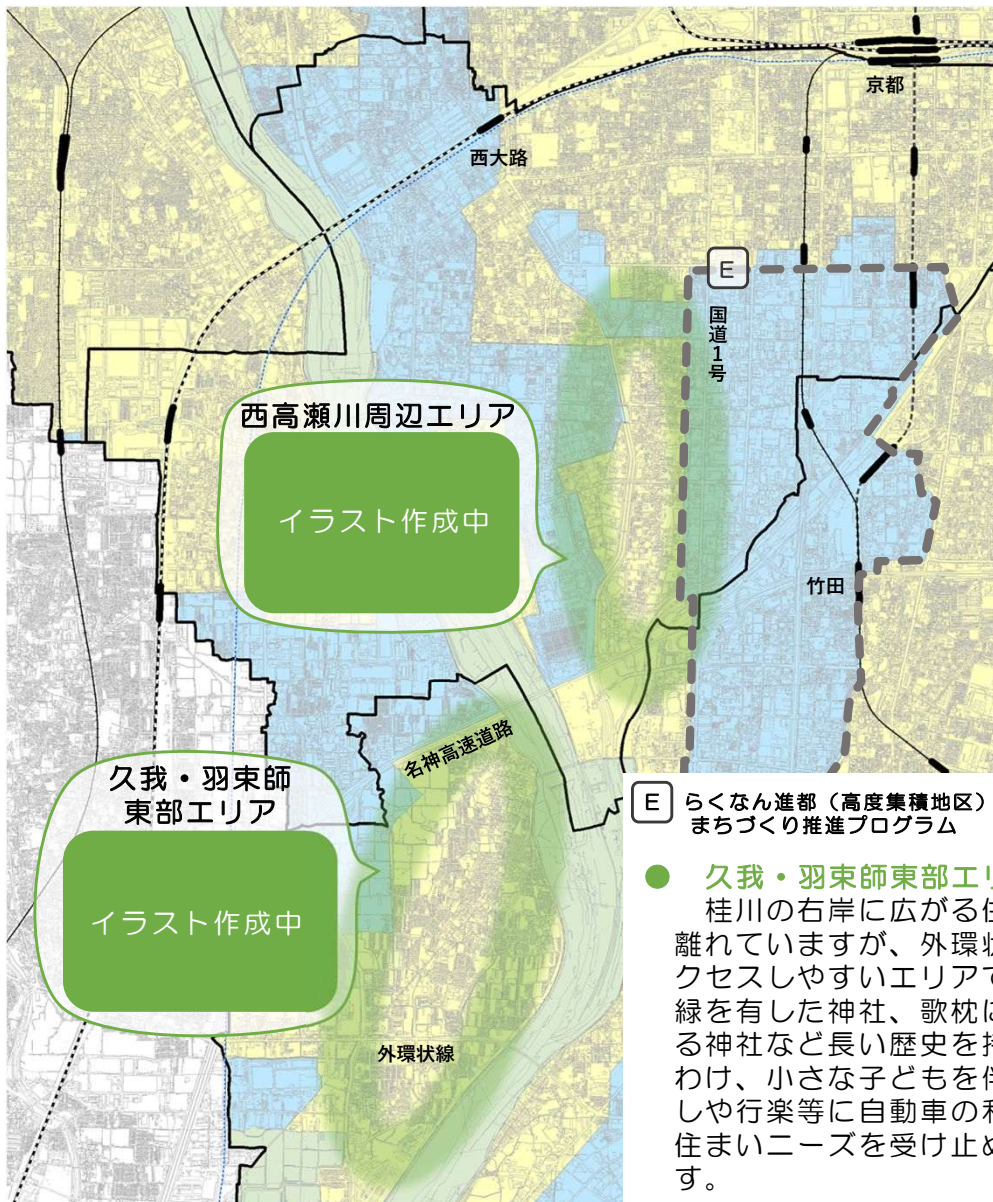 京都
西大路
E
国道1号
西高瀬川周辺エリア
イラスト作成中
竹田
名神高速道路
久我・羽束師
東部エリア
イラスト作成中
外環状線
E らくなん進都（高度集積地区）
まちづくり推進プログラム
● 久我・羽束師東部エリ
桂川の右岸に広がる住
離れていますが、外環状
クセスしやすいエリアで
緑を有した神社、歌枕に
る神社など長い歴史を持
わけ、小さな子どもを伴
しや行楽等に自動車の利
住まいニーズを受け止め
す。